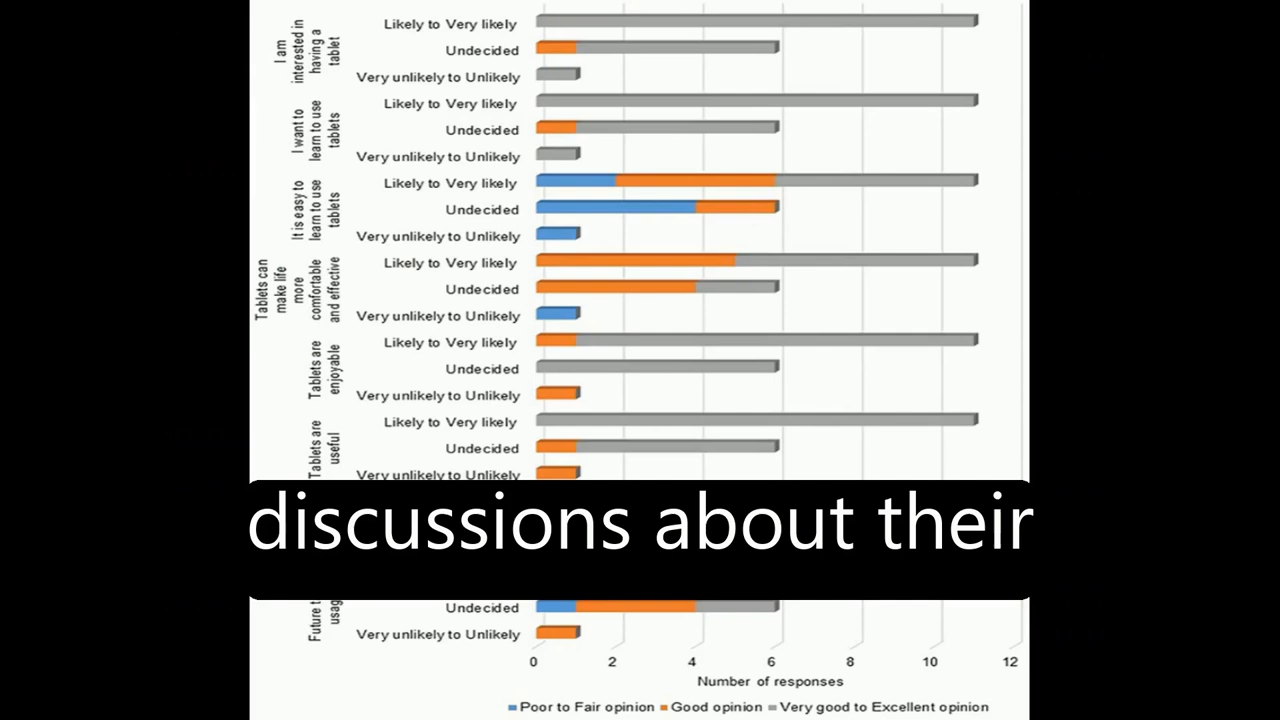 I am
interested in
having a
tablet
Likely to Very likely
Undecided
Very unlikely to Unlikely
I want to
learn to use
tablets
Likely to Very likely
Undecided
Very unlikely to Unlikely
It is easy to
learn to use
tablets
Likely to Very likely
Undecided
Very unlikely to Unlikely
Tablets can
make life
more
comfortable
and effective
Likely to Very likely
Undecided
Very unlikely to Unlikely
Tablets are
enjoyable
Likely to Very likely
Undecided
Very unlikely to Unlikely
Tablets are
useful
Likely to Very likely
Undecided
Very unlikely to Unlikely
discussions about their
Future
Undecided
Very unlikely to Unlikely
0 2 4 6 8 10 12
Number of responses
Poor to Fair opinion Good opinion Very good to Excellent opinion